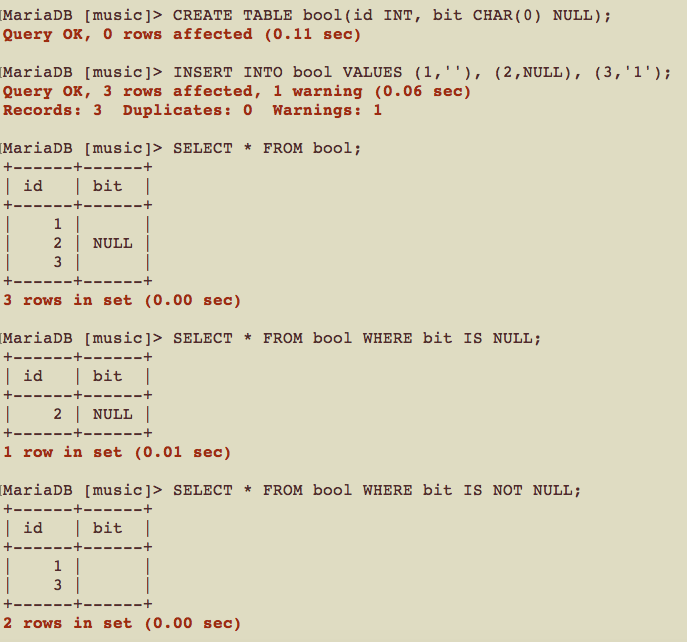 MariaDB [music]> CREATE TABLE bool(id INT, bit CHAR(0) NULL);
Query OK, 0 rows affected (0.11 sec)
MariaDB [music]> INSERT INTO bool VALUES (1,''), (2,NULL), (3,'1');
Query OK, 3 rows affected, 1 warning (0.06 sec)
Records: 3  Duplicates: 0  Warnings: 1
MariaDB [music]> SELECT * FROM bool;
+------+------+
| id   | bit  |
+------+------+
|    1 |      |
|    2 | NULL |
|    3 |      |
+------+------+
3 rows in set (0.00 sec)
MariaDB [music]> SELECT * FROM bool WHERE bit IS NULL;
+------+------+
| id   | bit  |
+------+------+
|    2 | NULL |
+------+------+
1 row in set (0.01 sec)
MariaDB [music]> SELECT * FROM bool WHERE bit IS NOT NULL;
+------+------+
| id   | bit  |
+------+------+
|    1 |      |
|    3 |      |
+------+------+
2 rows in set (0.00 sec)